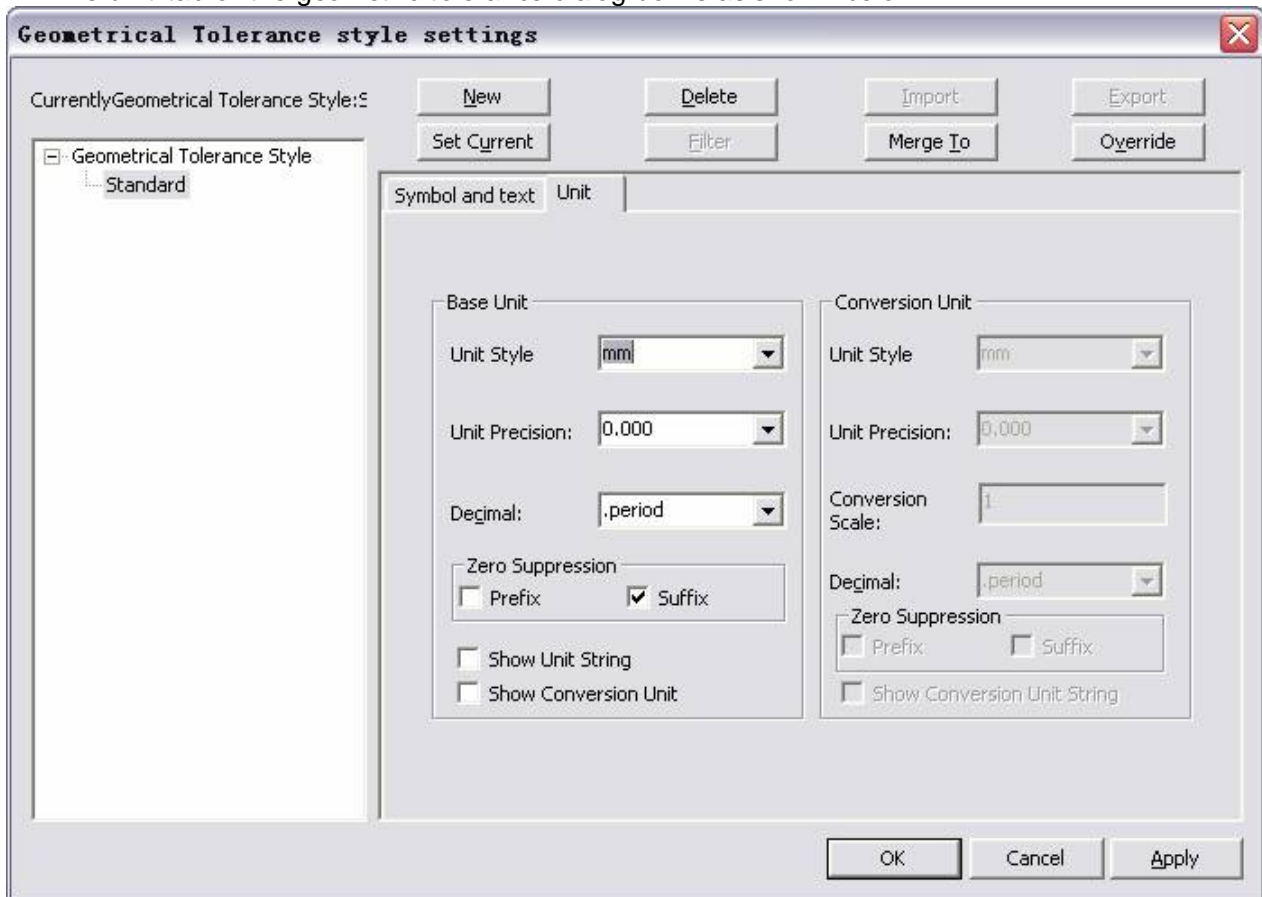 Geometrical Tolerance style settings
CurrentlyGeometrical Tolerance Style:S
New
Delete
Import
Export
Set Current
Filter
Merge To
Override
Geometrical Tolerance Style
Standard
Symbol and text
Unit
Base Unit
Unit Style
mm
Unit Precision:
0.000
Decimal:
.period
Zero Suppression
Prefix
Suffix
Show Unit String
Show Conversion Unit
Conversion Unit
Unit Style
mm
Unit Precision:
0.000
Conversion
Scale:
1
Decimal:
.period
Zero Suppression
Prefix
Suffix
Show Conversion Unit String
OK
Cancel
Apply